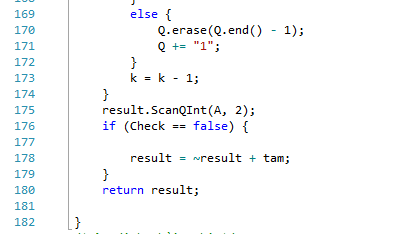 169 else {
170 Q.erase(Q.end() - 1);
171 Q += "1";
172 }
173 k = k - 1;
174 }
175 result.ScanQInt(A, 2);
176 if (Check == false) {
177
178 result = ~result + tam;
179 }
180 return result;
181
182 }